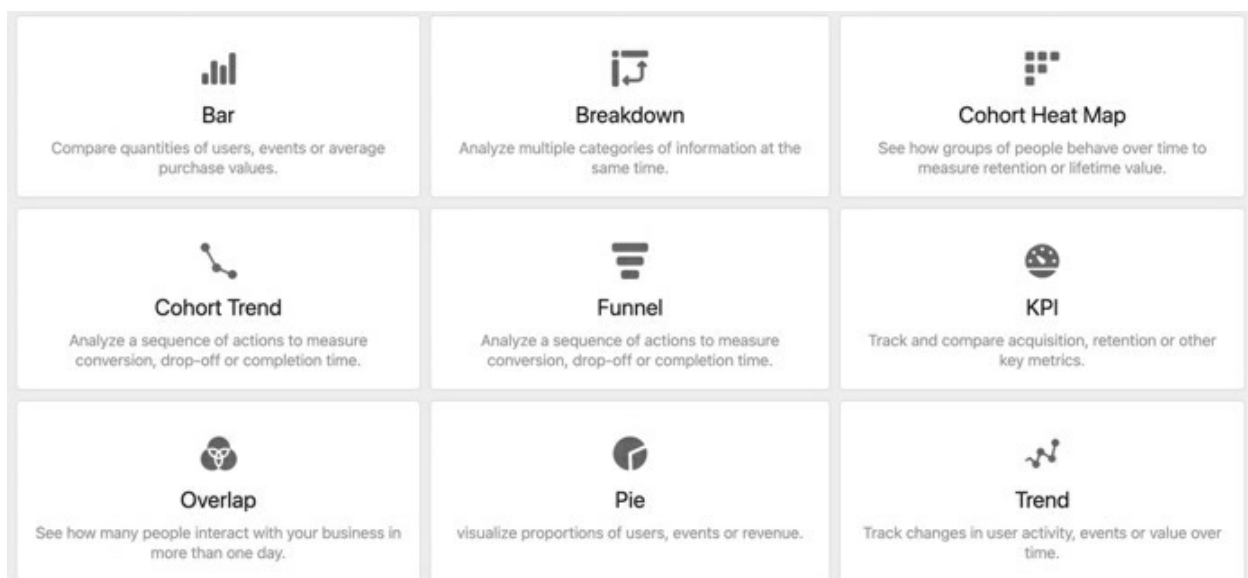 Bar
Compare quantities of users, events or average
purchase values.
Breakdown
Analyze multiple categories of information at the
same time.
Cohort Heat Map
See how groups of people behave over time to
measure retention or lifetime value.
Cohort Trend
Analyze a sequence of actions to measure
conversion, drop-off or completion time.
Funnel
Analyze a sequence of actions to measure
conversion, drop-off or completion time.
KPI
Track and compare acquisition, retention or other
key metrics.
Overlap
See how many people interact with your business in
more than one day.
Pie
visualize proportions of users, events or revenue.
Trend
Track changes in user activity, events or value over
time.